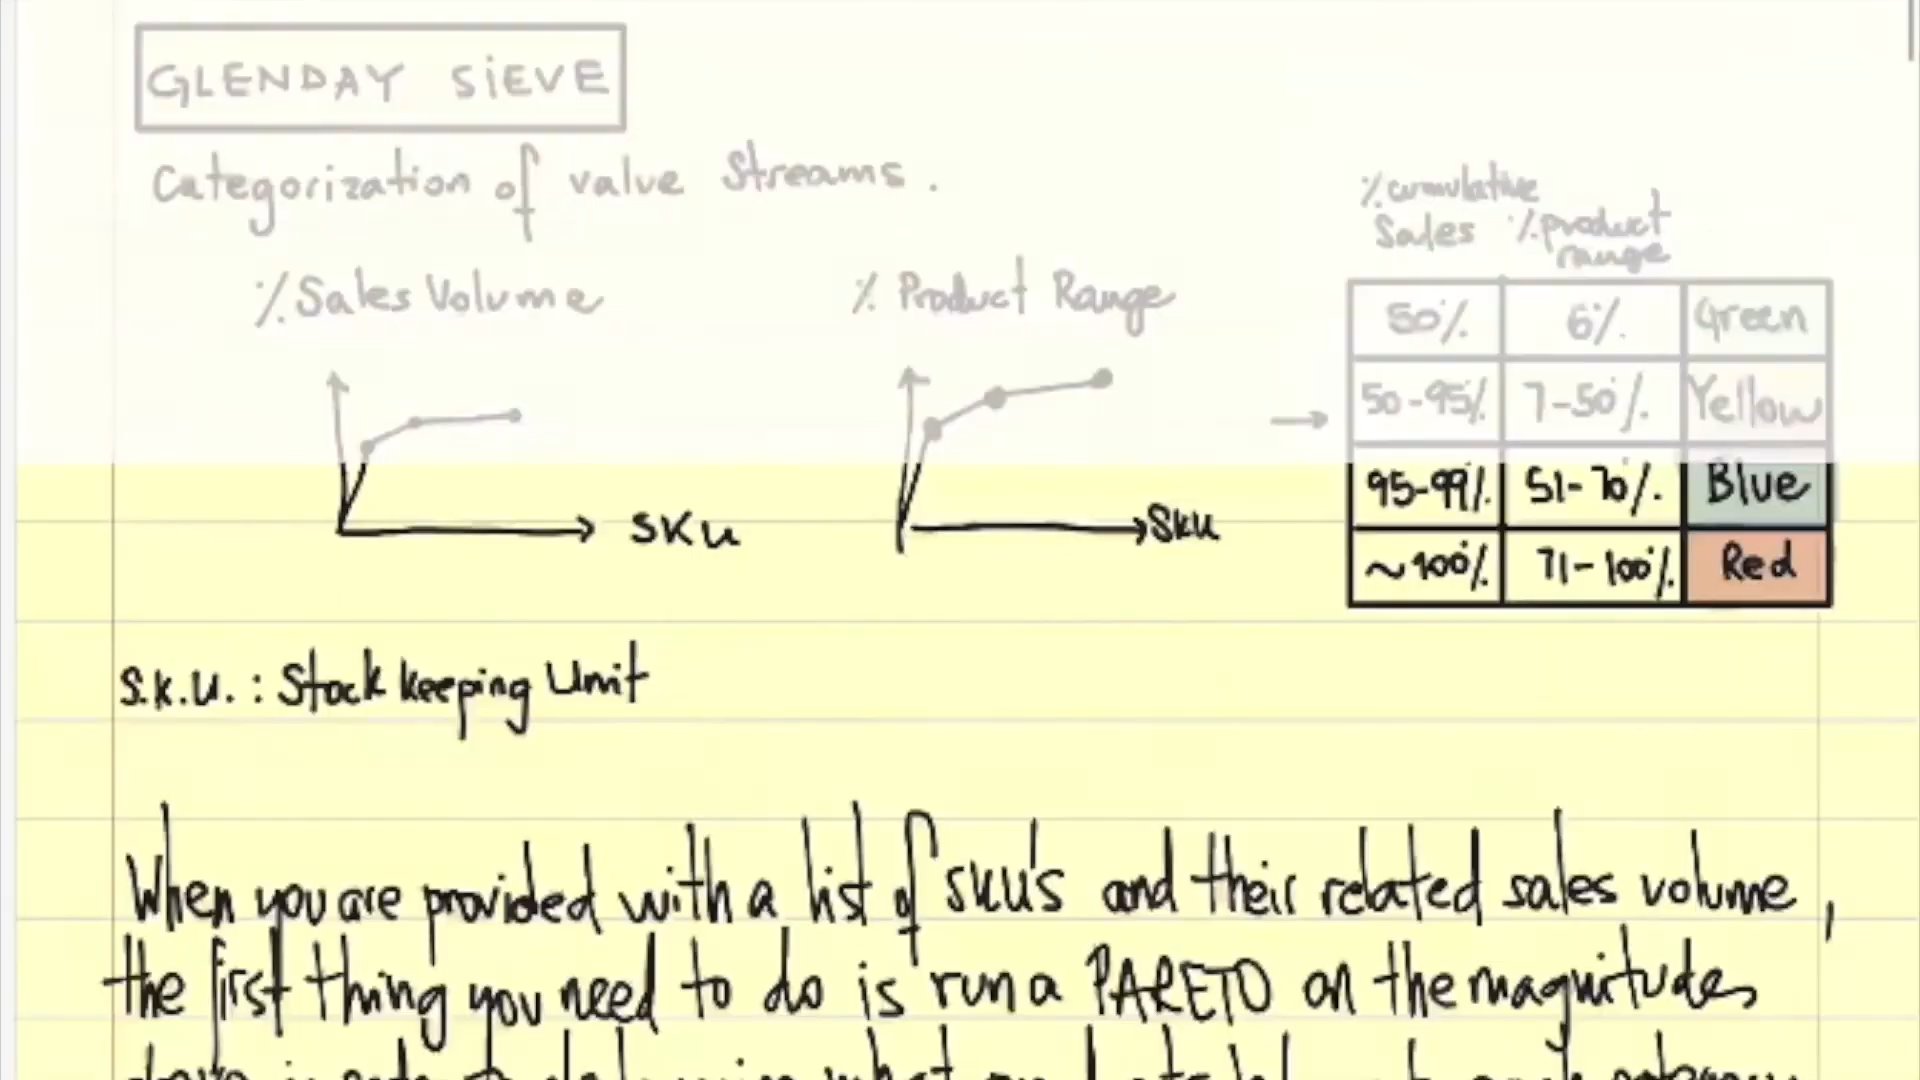 GLENDAY SIEVE
Categorization of value Streams.
% Sales Volume
% Product Range
% cumulative Sales
% product range
50% 6% Green
50-95% 7-50% Yellow
95-99% 51-70% Blue
~100% 71-100% Red
SKU
SKU
S.K.U. : Stock keeping Unit
When you are provided with a list of SKU's and their related sales volume,
the first thing you need to do is run a PARETO on the magnitudes